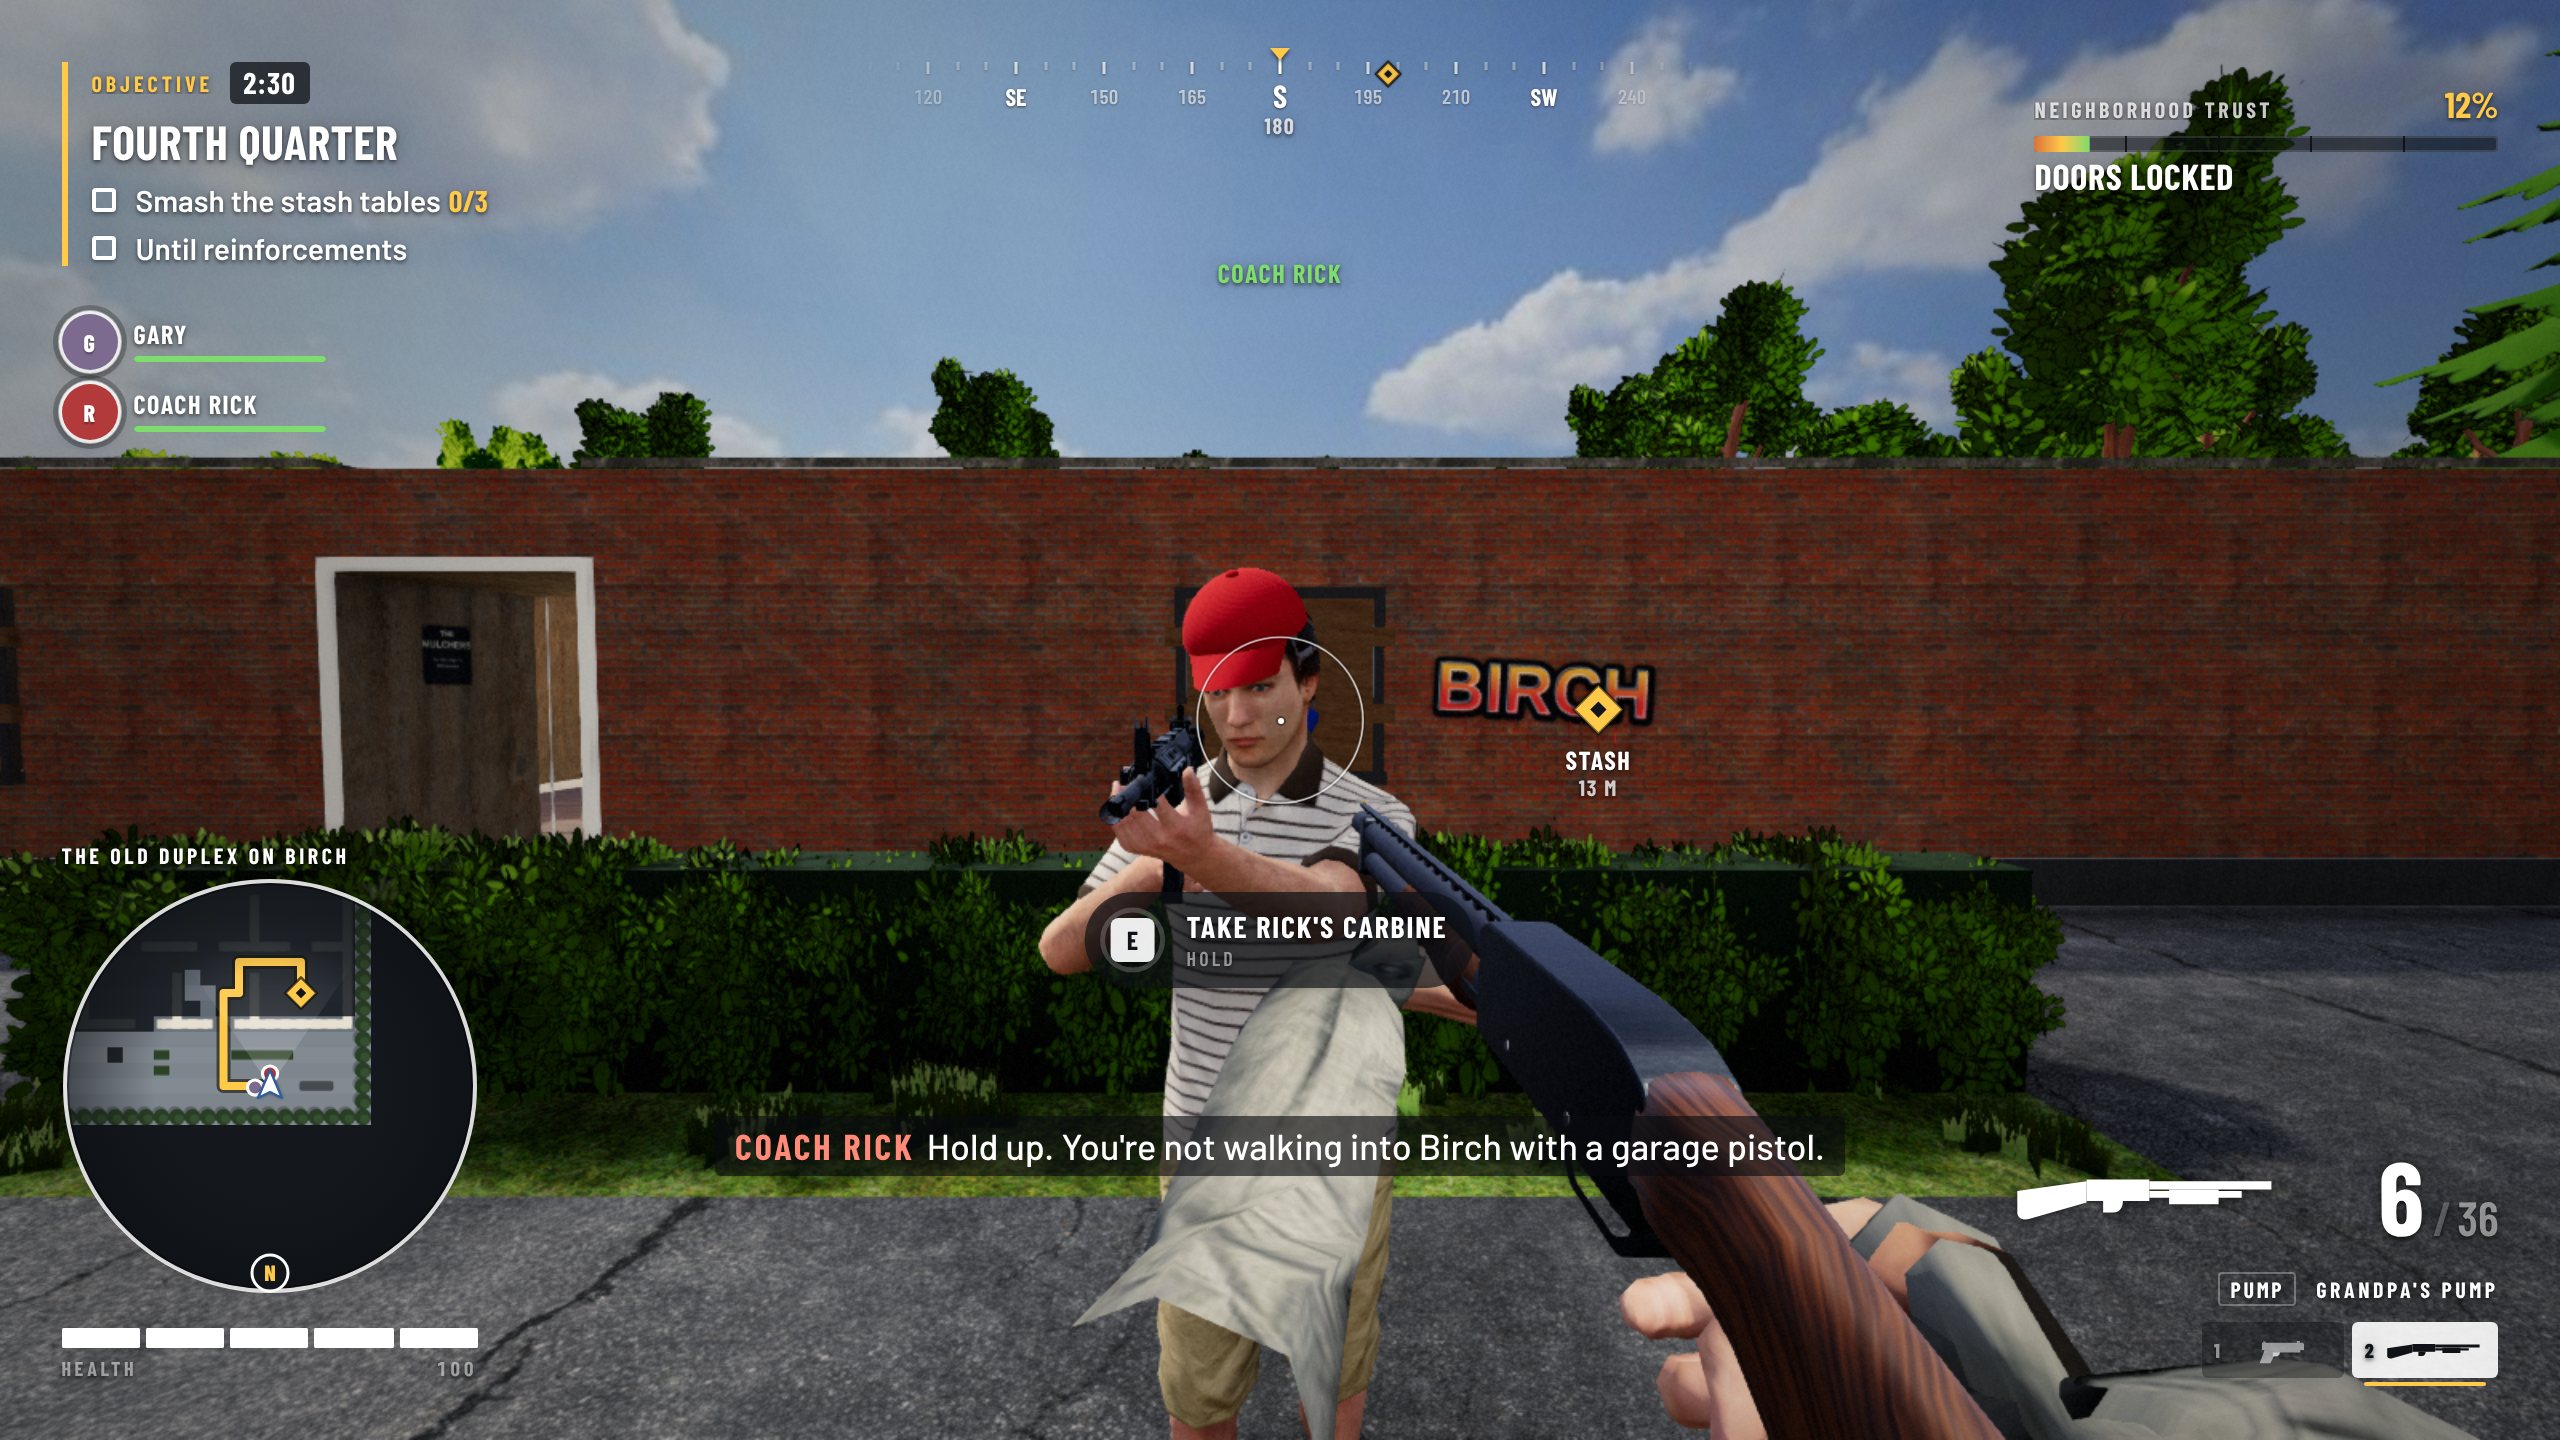 OBJECTIVE 2:30
FOURTH QUARTER
Smash the stash tables 0/3
Until reinforcements
G GARY
R COACH RICK
120 SE 150 165 S 195 210 SW 240
180
NEIGHBORHOOD TRUST 12%
DOORS LOCKED
COACH RICK
THE
MULCHERS
BIRCH
STASH
13 M
E TAKE RICK'S CARBINE
HOLD
COACH RICK Hold up. You're not walking into Birch with a garage pistol.
THE OLD DUPLEX ON BIRCH
N
HEALTH 100
6 / 36
PUMP GRANDPA'S PUMP
1 2